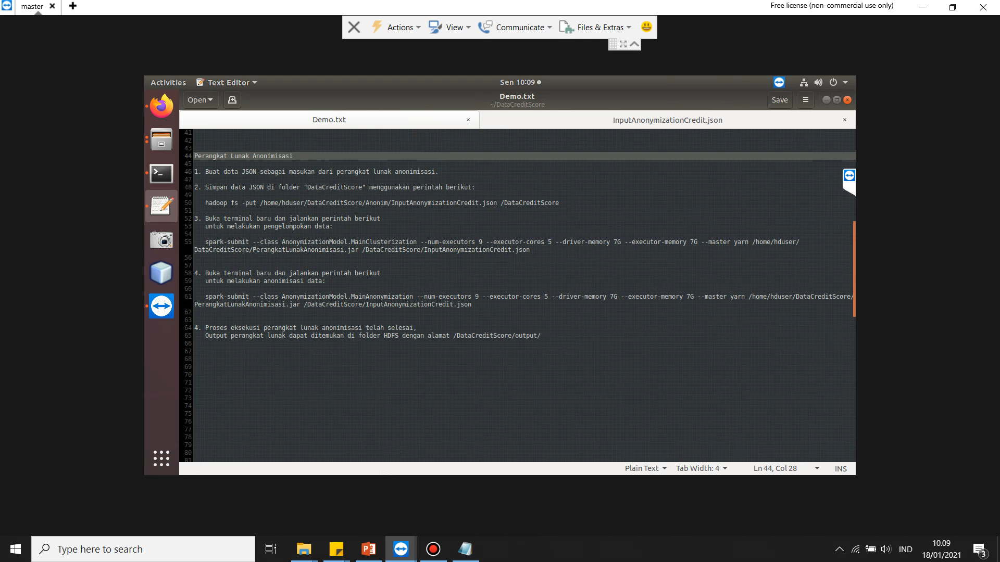 master
Free license (non-commercial use only)
Actions
View
Communicate
Files & Extras
Activities
Text Editor
Sen 10:09
Open
Demo.txt
~/DataCreditScore
Save
Demo.txt
InputAnonymizationCredit.json
41
42
43
44 Perangkat Lunak Anonimisasi
45
46 1. Buat data JSON sebagai masukan dari perangkat lunak anonimisasi.
47
48 2. Simpan data JSON di folder "DataCreditScore" menggunakan perintah berikut:
49
50 hadoop fs -put /home/hduser/DataCreditScore/Anonim/InputAnonymizationCredit.json /DataCreditScore
51
52 3. Buka terminal baru dan jalankan perintah berikut
53 untuk melakukan pengelompokan data:
54
55 spark-submit --class AnonymizationModel.MainClusterization --num-executors 9 --executor-cores 5 --driver-memory 7G --executor-memory 7G --master yarn /home/hduser/
DataCreditScore/PerangkatLunakAnonimisasi.jar /DataCreditScore/InputAnonymizationCredit.json
56
57
58 4. Buka terminal baru dan jalankan perintah berikut
59 untuk melakukan anonimisasi data:
60
61 spark-submit --class AnonymizationModel.MainAnonymization --num-executors 9 --executor-cores 5 --driver-memory 7G --executor-memory 7G --master yarn /home/hduser/DataCreditScore/
PerangkatLunakAnonimisasi.jar /DataCreditScore/InputAnonymizationCredit.json
62
63
64 4. Proses eksekusi perangkat lunak anonimisasi telah selesai,
65 Output perangkat lunak dapat ditemukan di folder HDFS dengan alamat /DataCreditScore/output/
66
67
68
69
70
71
72
73
74
75
76
77
78
79
80
81
Plain Text
Tab Width: 4
Ln 44, Col 28
INS
Type here to search
IND
10.09
18/01/2021
3